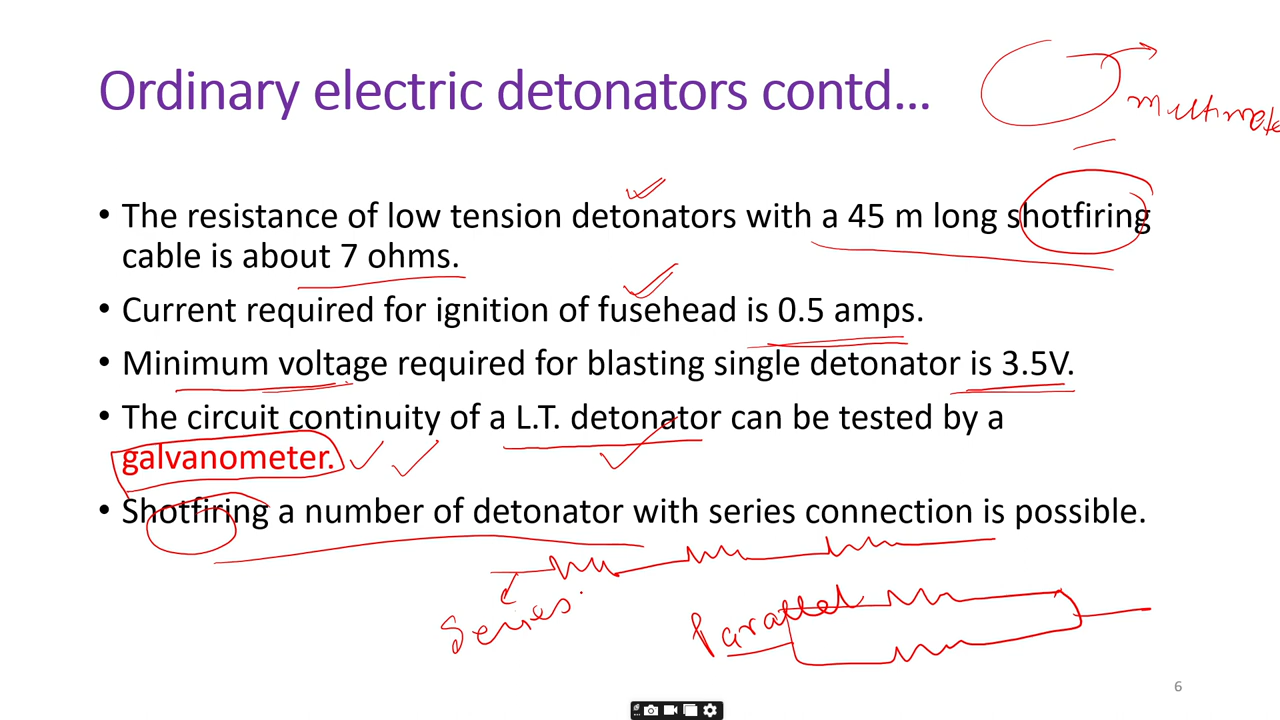 Ordinary electric detonators contd...
multimete
• The resistance of low tension detonators with a 45 m long shotfiring
cable is about 7 ohms.
• Current required for ignition of fusehead is 0.5 amps.
• Minimum voltage required for blasting single detonator is 3.5V.
• The circuit continuity of a L.T. detonator can be tested by a
galvanometer.
• Shotfiring a number of detonator with series connection is possible.
Series.
Parallel
6